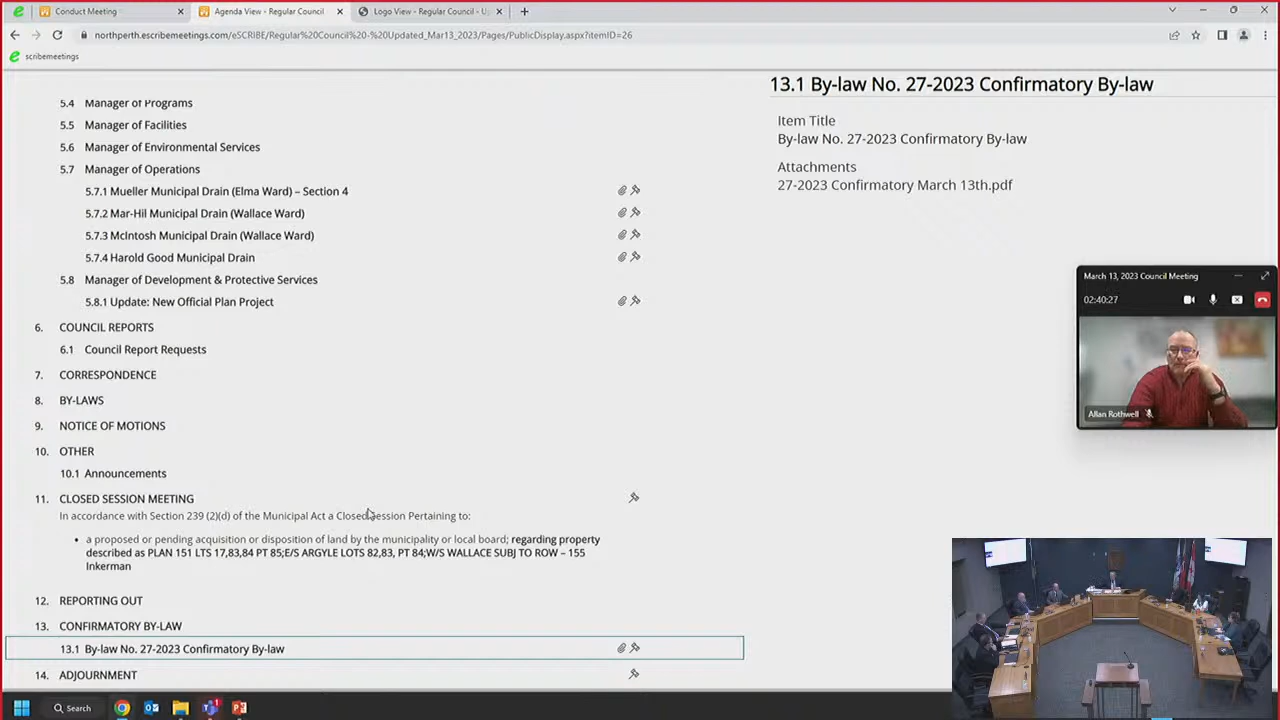 Conduct Meeting
Agenda View - Regular Council
Logo View - Regular Council - U
northperth.escribemeetings.com/eSCRIBE/Regular%20Council%20-%20Updated_Mar13_2023/Pages/PublicDisplay.aspx?itemID=26
scribemeetings
5.4 Manager of Programs
5.5 Manager of Facilities
5.6 Manager of Environmental Services
5.7 Manager of Operations
5.7.1 Mueller Municipal Drain (Elma Ward) – Section 4
5.7.2 Mar-Hil Municipal Drain (Wallace Ward)
5.7.3 McIntosh Municipal Drain (Wallace Ward)
5.7.4 Harold Good Municipal Drain
5.8 Manager of Development & Protective Services
5.8.1 Update: New Official Plan Project
6. COUNCIL REPORTS
6.1 Council Report Requests
7. CORRESPONDENCE
8. BY-LAWS
9. NOTICE OF MOTIONS
10. OTHER
10.1 Announcements
11. CLOSED SESSION MEETING
In accordance with Section 239 (2)(d) of the Municipal Act a Closed Session Pertaining to:
• a proposed or pending acquisition or disposition of land by the municipality or local board; regarding property
described as PLAN 151 LTS 17,83,84 PT 85;E/S ARGYLE LOTS 82,83, PT 84;W/S WALLACE SUBJ TO ROW – 155
Inkerman
12. REPORTING OUT
13. CONFIRMATORY BY-LAW
13.1 By-law No. 27-2023 Confirmatory By-law
14. ADJOURNMENT
13.1 By-law No. 27-2023 Confirmatory By-law
Item Title
By-law No. 27-2023 Confirmatory By-law
Attachments
27-2023 Confirmatory March 13th.pdf
March 13, 2023 Council Meeting
02:40:27
Allan Rothwell
Search